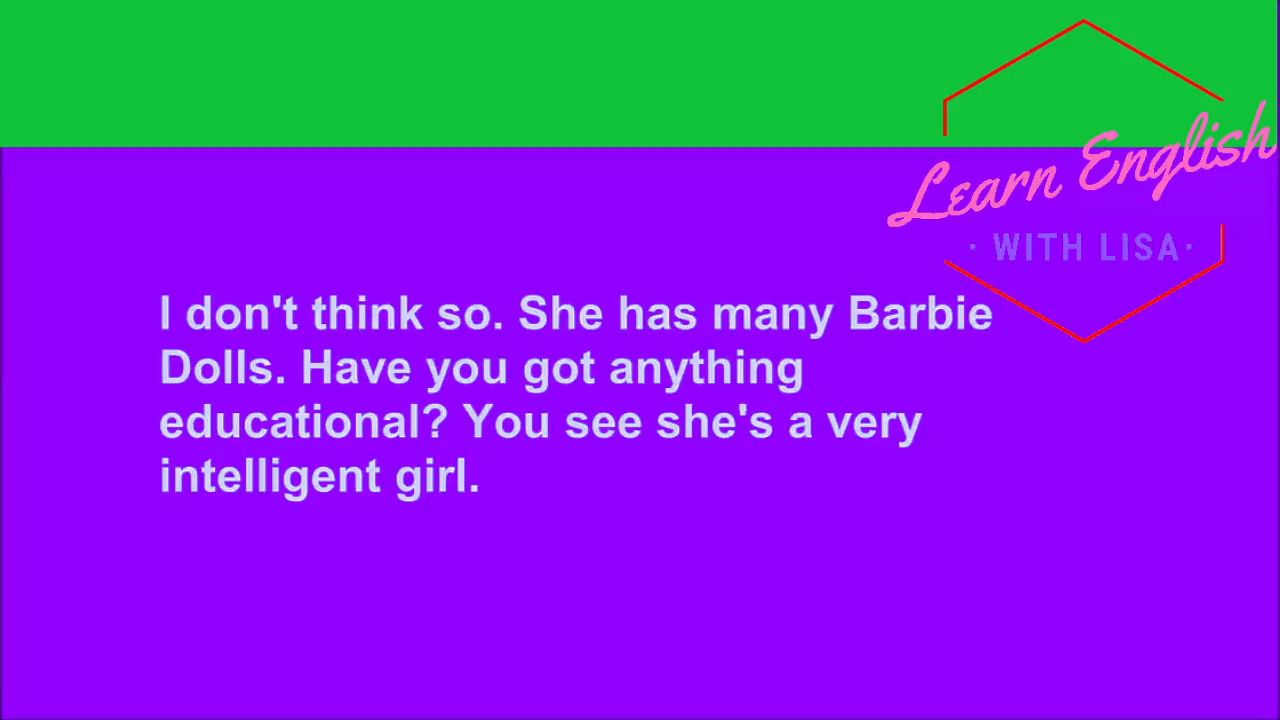 Learn English
· WITH LISA·
I don't think so. She has many Barbie
Dolls. Have you got anything
educational? You see she's a very
intelligent girl.